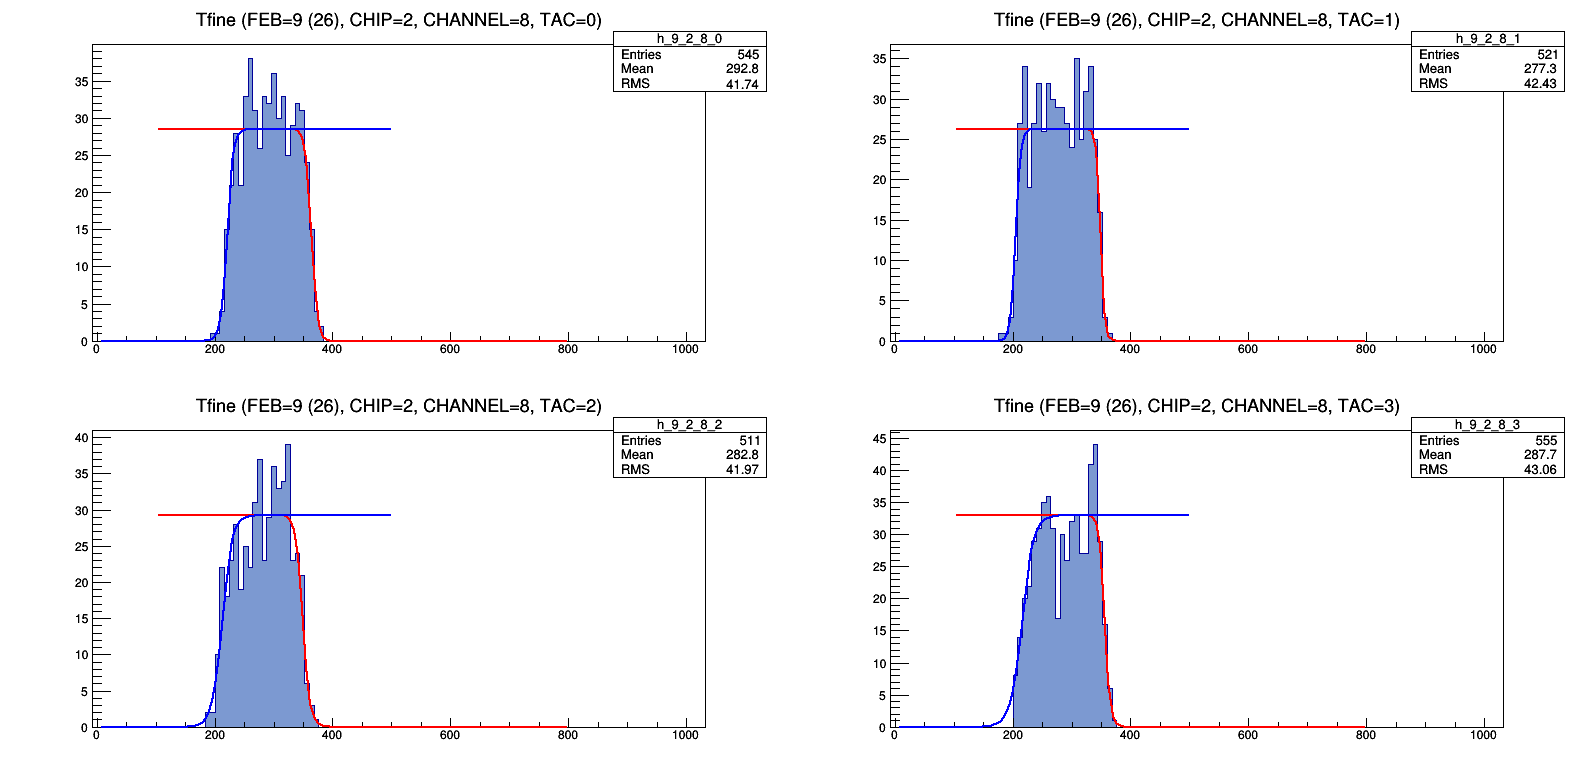 Tfine (FEB=9 (26), CHIP=2, CHANNEL=8, TAC=0)
h_9_2_8_0
Entries 545
Mean 292.8
RMS 41.74
35
30
25
20
15
10
5
0
0 200 400 600 800 1000
Tfine (FEB=9 (26), CHIP=2, CHANNEL=8, TAC=1)
h_9_2_8_1
Entries 521
Mean 277.3
RMS 42.43
35
30
25
20
15
10
5
0
0 200 400 600 800 1000
Tfine (FEB=9 (26), CHIP=2, CHANNEL=8, TAC=2)
h_9_2_8_2
Entries 511
Mean 282.8
RMS 41.97
40
35
30
25
20
15
10
5
0
0 200 400 600 800 1000
Tfine (FEB=9 (26), CHIP=2, CHANNEL=8, TAC=3)
h_9_2_8_3
Entries 555
Mean 287.7
RMS 43.06
45
40
35
30
25
20
15
10
5
0
0 200 400 600 800 1000